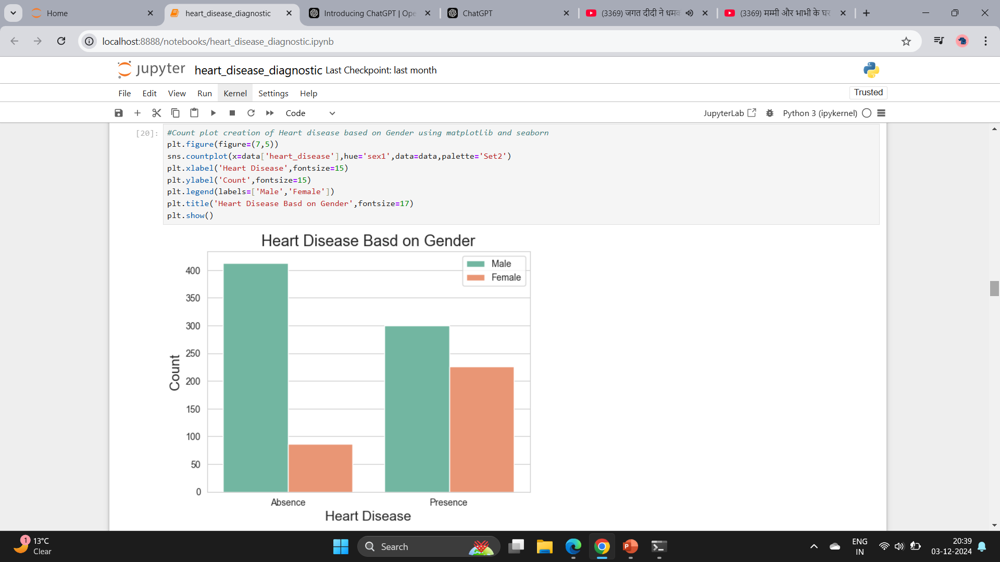 Home
heart_disease_diagnostic
Introducing ChatGPT | Ope
ChatGPT
(3369) जगत दीदी ने धमक
(3369) मम्मी और भाभी के घर
localhost:8888/notebooks/heart_disease_diagnostic.ipynb
jupyter heart_disease_diagnostic Last Checkpoint: last month
File Edit View Run Kernel Settings Help
Trusted
Code
JupyterLab
Python 3 (ipykernel)
[20]:
#Count plot creation of Heart disease based on Gender using matplotlib and seaborn
plt.figure(figure=(7,5))
sns.countplot(x=data['heart_disease'],hue='sex1',data=data,palette='Set2')
plt.xlabel('Heart Disease',fontsize=15)
plt.ylabel('Count',fontsize=15)
plt.legend(labels=['Male','Female'])
plt.title('Heart Disease Basd on Gender',fontsize=17)
plt.show()
Heart Disease Basd on Gender
Male
Female
400
350
300
250
200
150
100
50
0
Count
Absence
Presence
Heart Disease
1
13°C
Clear
Search
ENG
IN
20:39
03-12-2024